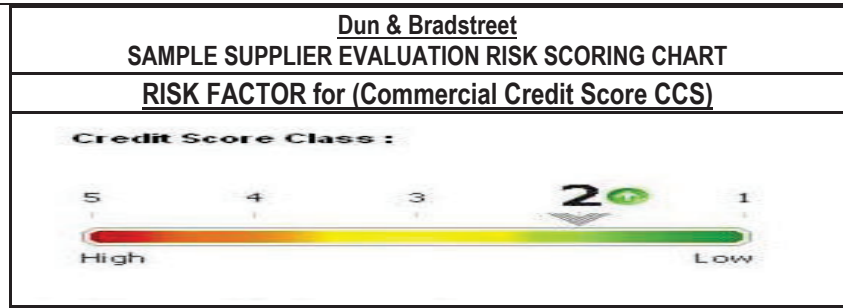 Dun & Bradstreet
SAMPLE SUPPLIER EVALUATION RISK SCORING CHART
RISK FACTOR for (Commercial Credit Score CCS)
Credit Score Class :
5 4 3 2 1
High Low